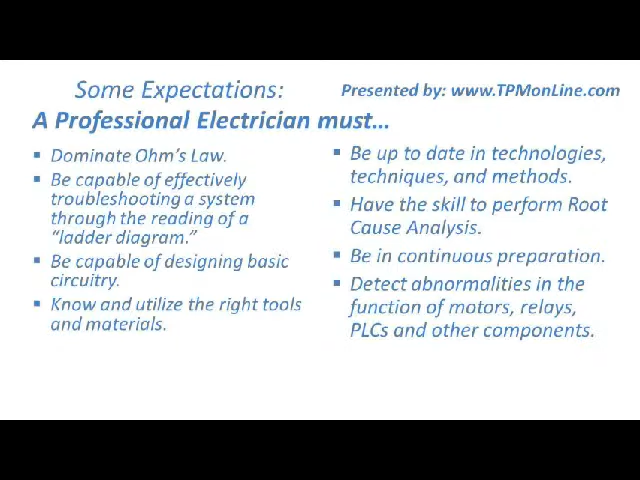 Some Expectations:
Presented by: www.TPMonLine.com
A Professional Electrician must...
▪ Dominate Ohm's Law.
▪ Be capable of effectively
troubleshooting a system
through the reading of a
"ladder diagram."
▪ Be capable of designing basic
circuitry.
▪ Know and utilize the right tools
and materials.
▪ Be up to date in technologies,
techniques, and methods.
▪ Have the skill to perform Root
Cause Analysis.
▪ Be in continuous preparation.
▪ Detect abnormalities in the
function of motors, relays,
PLCs and other components.